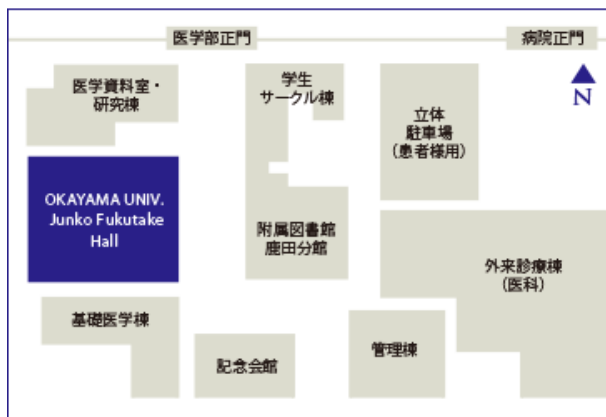 医学部正門
病院正門
医学資料室・
研究棟
学生
サークル棟
立体
駐車場
(患者様用)
N
OKAYAMA UNIV.
Junko Fukutake
Hall
附属図書館
鹿田分館
外来診療棟
(医科)
基礎医学棟
記念会館
管理棟